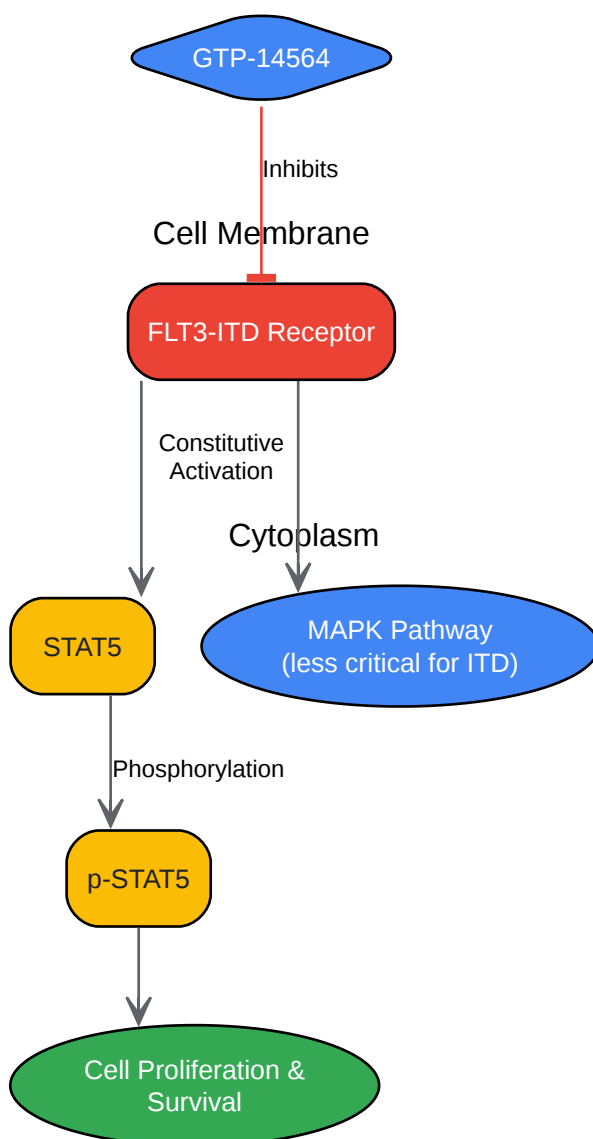 GTP-14564
Inhibits
Cell Membrane
FLT3-ITD Receptor
Constitutive
Activation
Cytoplasm
STAT5
MAPK Pathway
(less critical for ITD)
Phosphorylation
p-STAT5
Cell Proliferation &
Survival